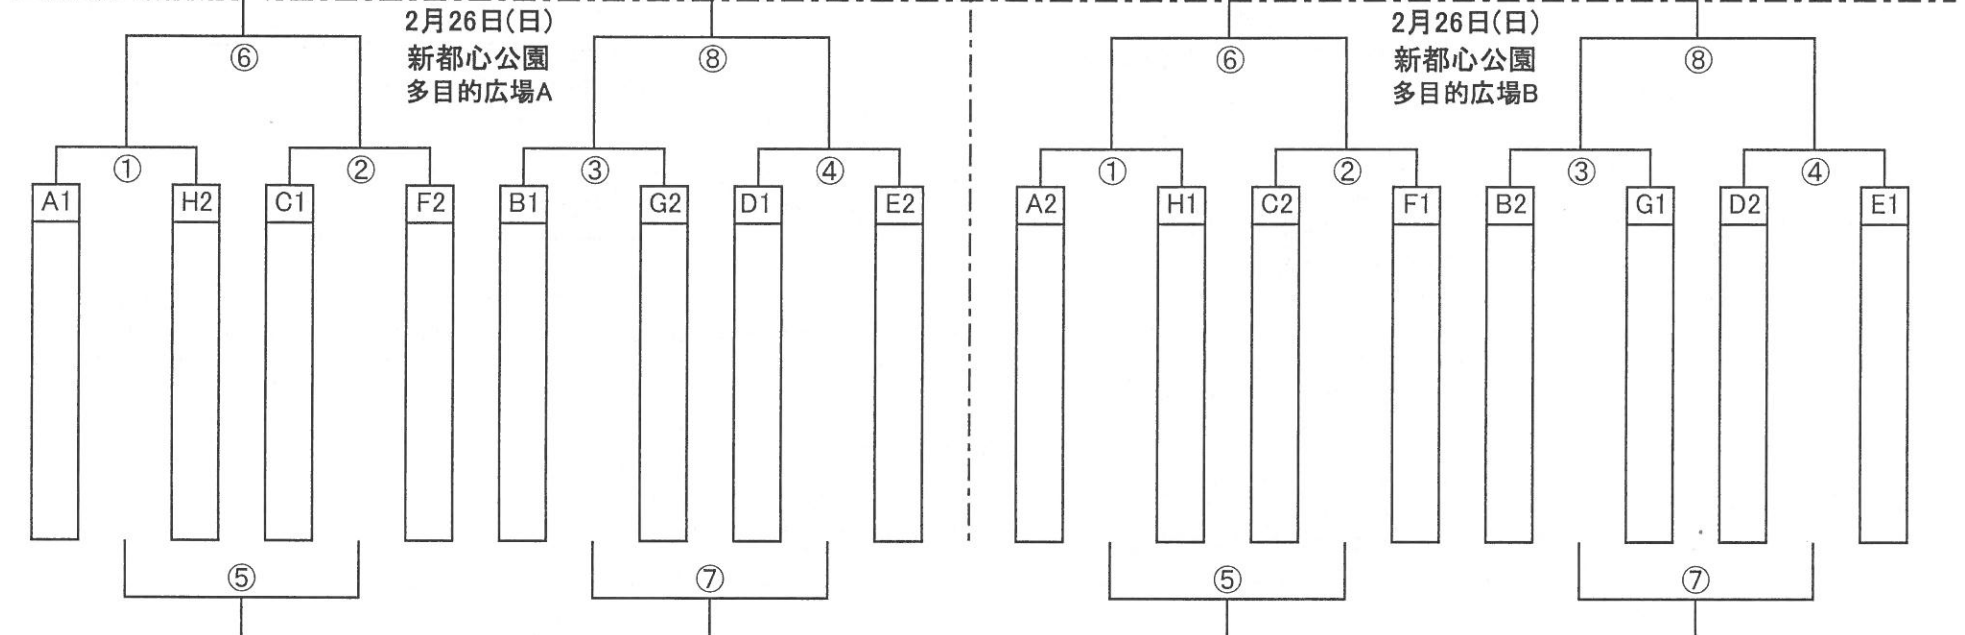 2月26日(日)
新都心公園
多目的広場A
⑥
⑧
①
②
③
④
A1
H2
C1
F2
B1
G2
D1
E2
⑤
⑦
2月26日(日)
新都心公園
多目的広場B
⑥
⑧
①
②
③
④
A2
H1
C2
F1
B2
G1
D2
E1
⑤
⑦